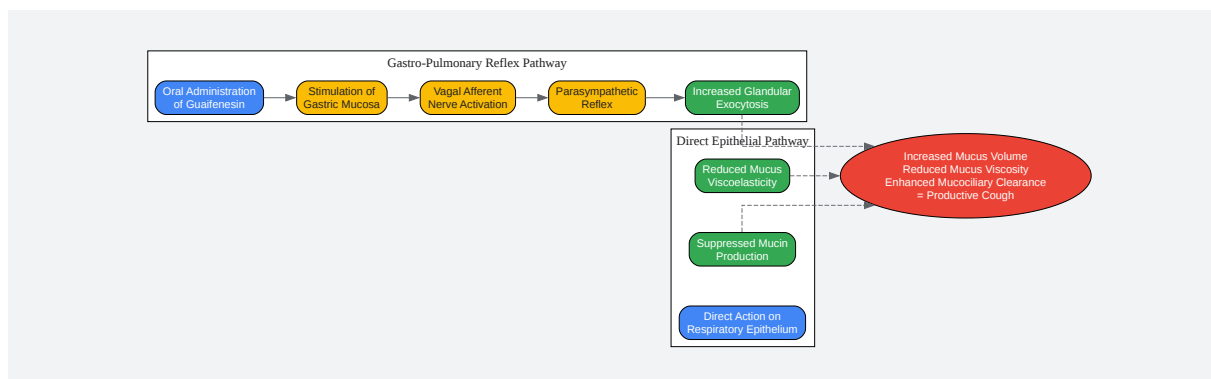 Gastro-Pulmonary Reflex Pathway
Oral Administration
of Guaifenesin
Stimulation of
Gastric Mucosa
Vagal Afferent
Nerve Activation
Parasympathetic
Reflex
Increased Glandular
Exocytosis
Direct Epithelial Pathway
Reduced Mucus
Viscoelasticity
Suppressed Mucin
Production
Direct Action on
Respiratory Epithelium
Increased Mucus Volume
Reduced Mucus Viscosity
Enhanced Mucociliary Clearance
= Productive Cough